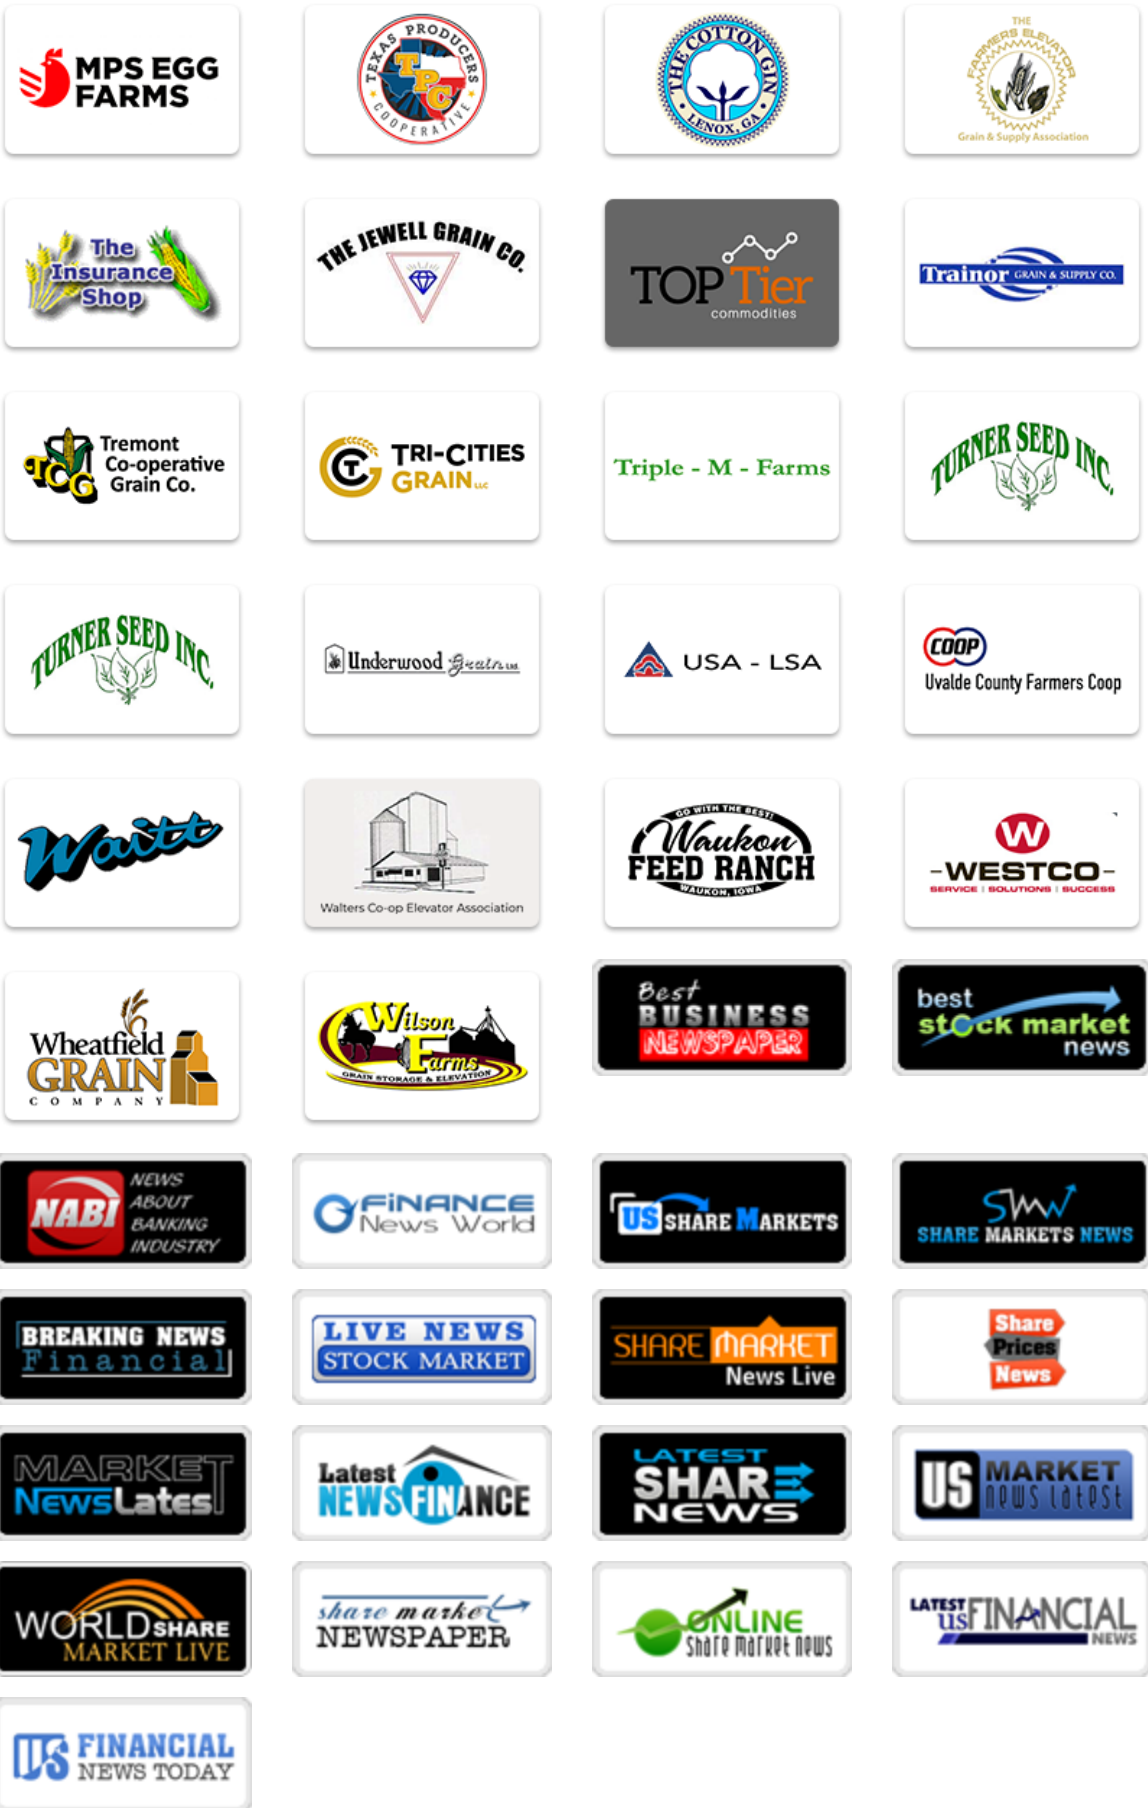 MPS EGG
FARMS
TEXAS PRODUCERS
TPC
COOPERATIVE
THE COTTON GIN
LENOX, GA
THE
FARMERS ELEVATOR
Grain & Supply Association
The
Insurance
Shop
THE JEWELL GRAIN CO.
TOP Tier
commodities
Trainor GRAIN & SUPPLY CO.
TCG
Tremont
Co-operative
Grain Co.
TRI-CITIES
GRAIN LLC
Triple - M - Farms
TURNER SEED INC.
TURNER SEED INC.
Underwood Grain Ltd.
USA - LSA
COOP
Uvalde County Farmers Coop
Waitt
Walters Co-op Elevator Association
GO WITH THE BEST!
Waukon
FEED RANCH
WAUKON, IOWA
W
-WESTCO-
SERVICE | SOLUTIONS | SUCCESS
Wheatfield
GRAIN
COMPANY
Wilson
Farms
GRAIN STORAGE & ELEVATION
Best
BUSINESS
NEWSPAPER
best
stock market
news
NABI
NEWS
ABOUT
BANKING
INDUSTRY
FINANCE
News World
US SHARE MARKETS
SMN
SHARE MARKETS NEWS
BREAKING NEWS
Financial
LIVE NEWS
STOCK MARKET
SHARE MARKET
News Live
Share
Prices
News
MARKET
NewsLatest
Latest
NEWSFINANCE
LATEST
SHARE
NEWS
US MARKET
news latest
WORLD SHARE
MARKET LIVE
share market
NEWSPAPER
ONLINE
share market news
LATEST
us FINANCIAL
NEWS
US FINANCIAL
NEWS TODAY